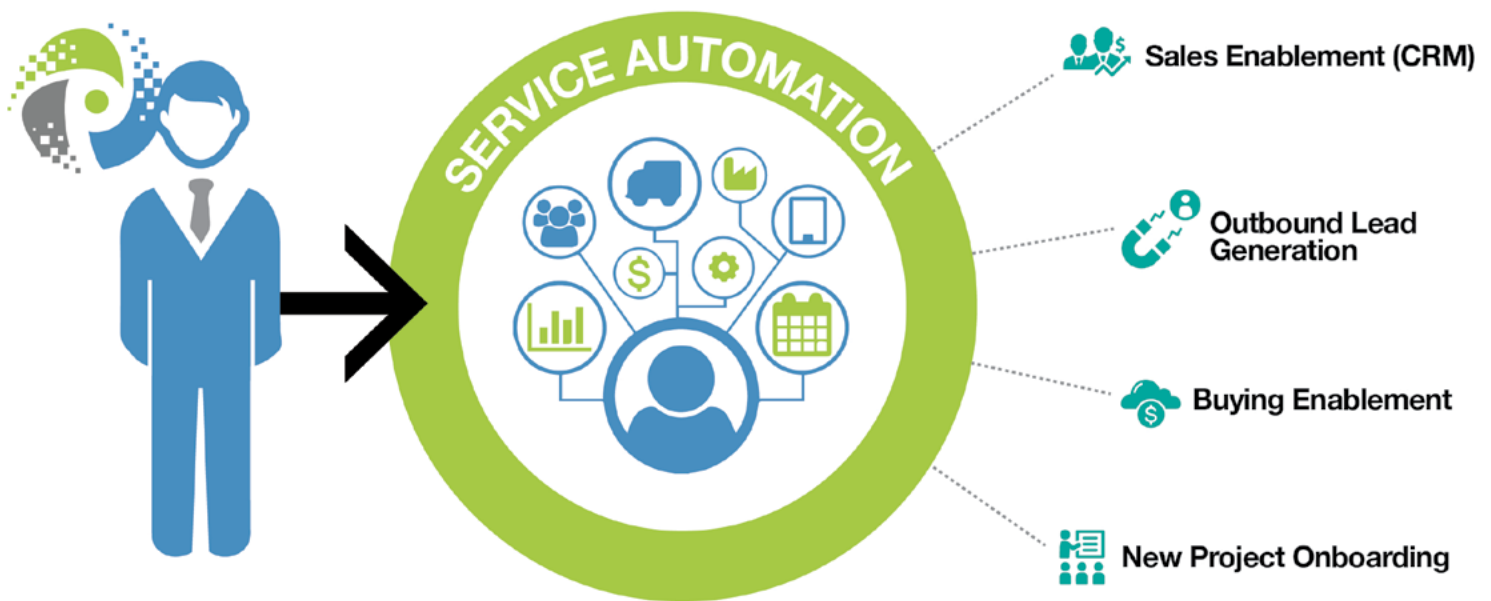 SERVICE AUTOMATION
Sales Enablement (CRM)
Outbound Lead
Generation
Buying Enablement
New Project Onboarding